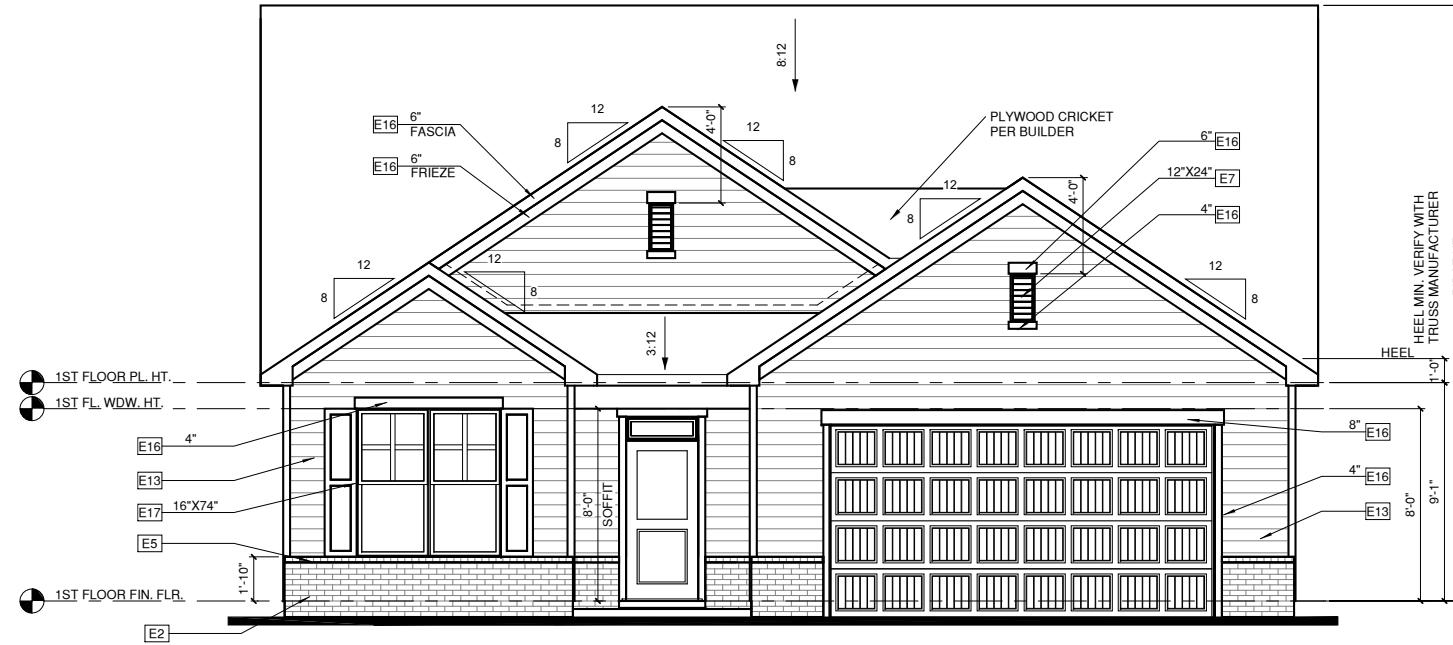 8:12
12
8
4'-0"
12
8
E16 6"
FASCIA
E16 6"
FRIEZE
PLYWOOD CRICKET
PER BUILDER
6" E16
12"X24" E7
4" E16
12
8
4'-0"
12
8
12
8
12
8
HEEL MIN. VERIFY WITH
TRUSS MANUFACTURER
3:12
HEEL
1'-0"
1ST FLOOR PL. HT.
1ST FL. WDW. HT.
E16 4"
E13
E17 16"X74"
E5
1'-10"
1ST FLOOR FIN. FLR.
E2
8'-0"
SOFFIT
8" E16
4" E16
E13
8'-0"
9'-1"